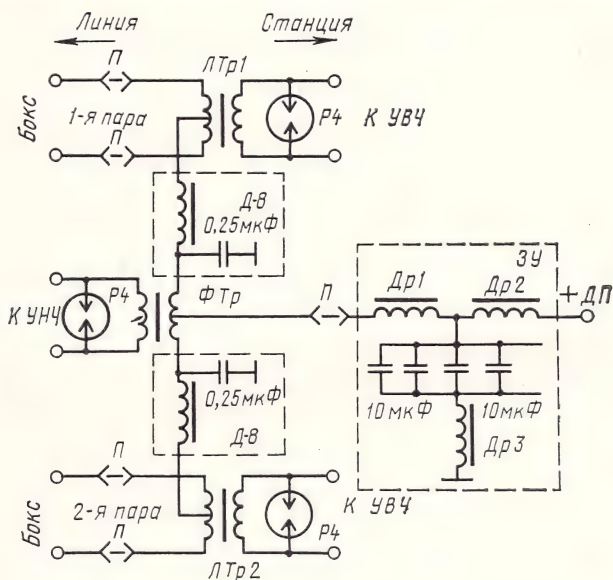 Линия
Станция
П
ЛТр1
Бокс
1-я пара
Р4
К УВЧ
П
Д-8
0,25мкФ
ЗУ
К УНЧ
Р4
ФТр
П
Др1
Др2
+ДП
0,25мкФ
Д-8
10мкФ
10мкФ
Др3
П
Бокс
2-я пара
П
К УВЧ
Р4
ЛТр2